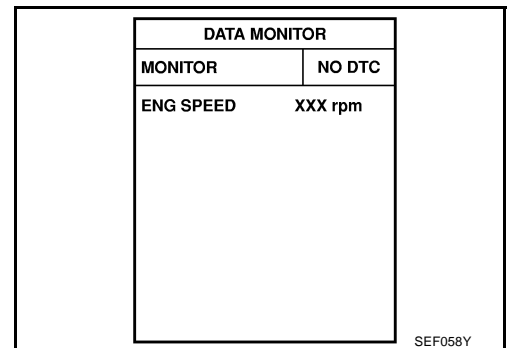 DATA MONITOR
MONITOR NO DTC
ENG SPEED XXX rpm
SEF058Y